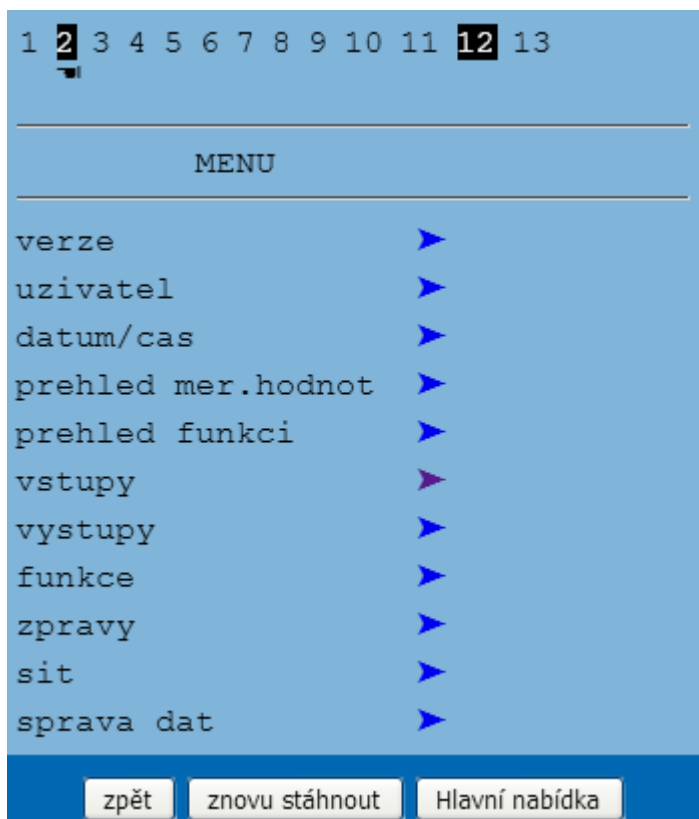 1 2 3 4 5 6 7 8 9 10 11 12 13
MENU
verze
uzivatel
datum/cas
prehled mer.hodnot
prehled funkci
vstupy
vystupy
funkce
zpravy
sit
sprava dat
zpět znovu stáhnout Hlavní nabídka